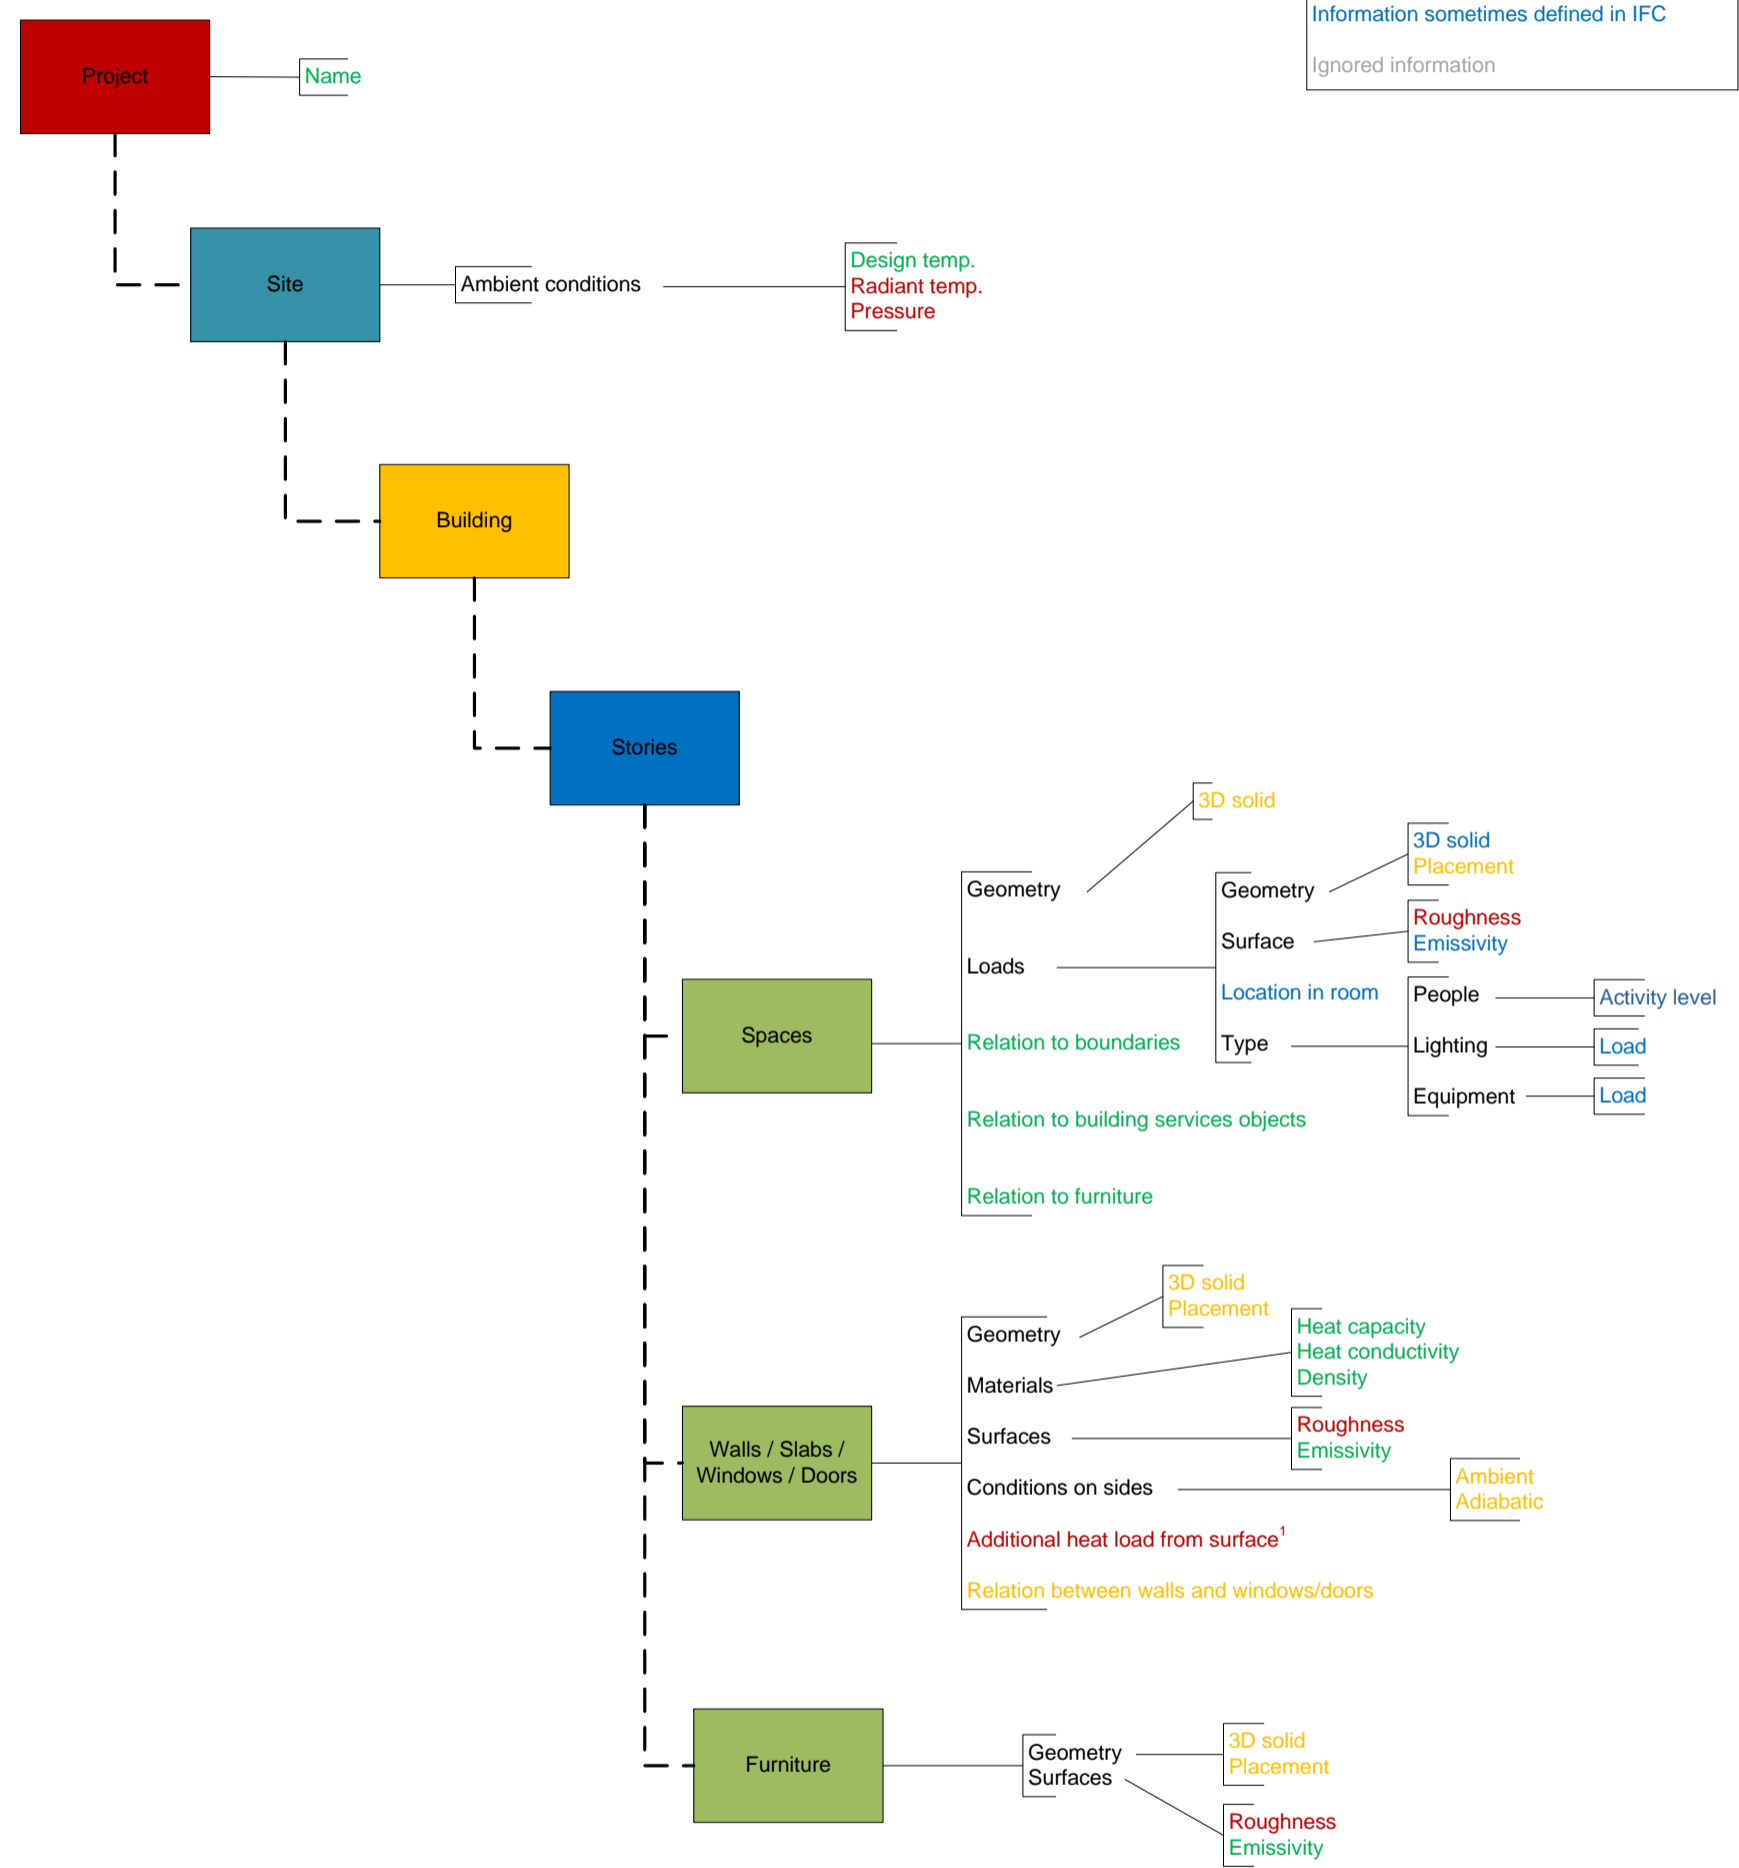 Information sometimes defined in IFC
Ignored information
Project
Name
Site
Ambient conditions
Design temp.
Radiant temp.
Pressure
Building
Stories
Spaces
Geometry
3D solid
Loads
Geometry
3D solid
Placement
Surface
Roughness
Emissivity
Location in room
Type
People
Activity level
Lighting
Load
Equipment
Load
Relation to boundaries
Relation to building services objects
Relation to furniture
Walls / Slabs /
Windows / Doors
Geometry
3D solid
Placement
Materials
Heat capacity
Heat conductivity
Density
Surfaces
Roughness
Emissivity
Conditions on sides
Ambient
Adiabatic
Additional heat load from surface¹
Relation between walls and windows/doors
Furniture
Geometry
Surfaces
3D solid
Placement
Roughness
Emissivity